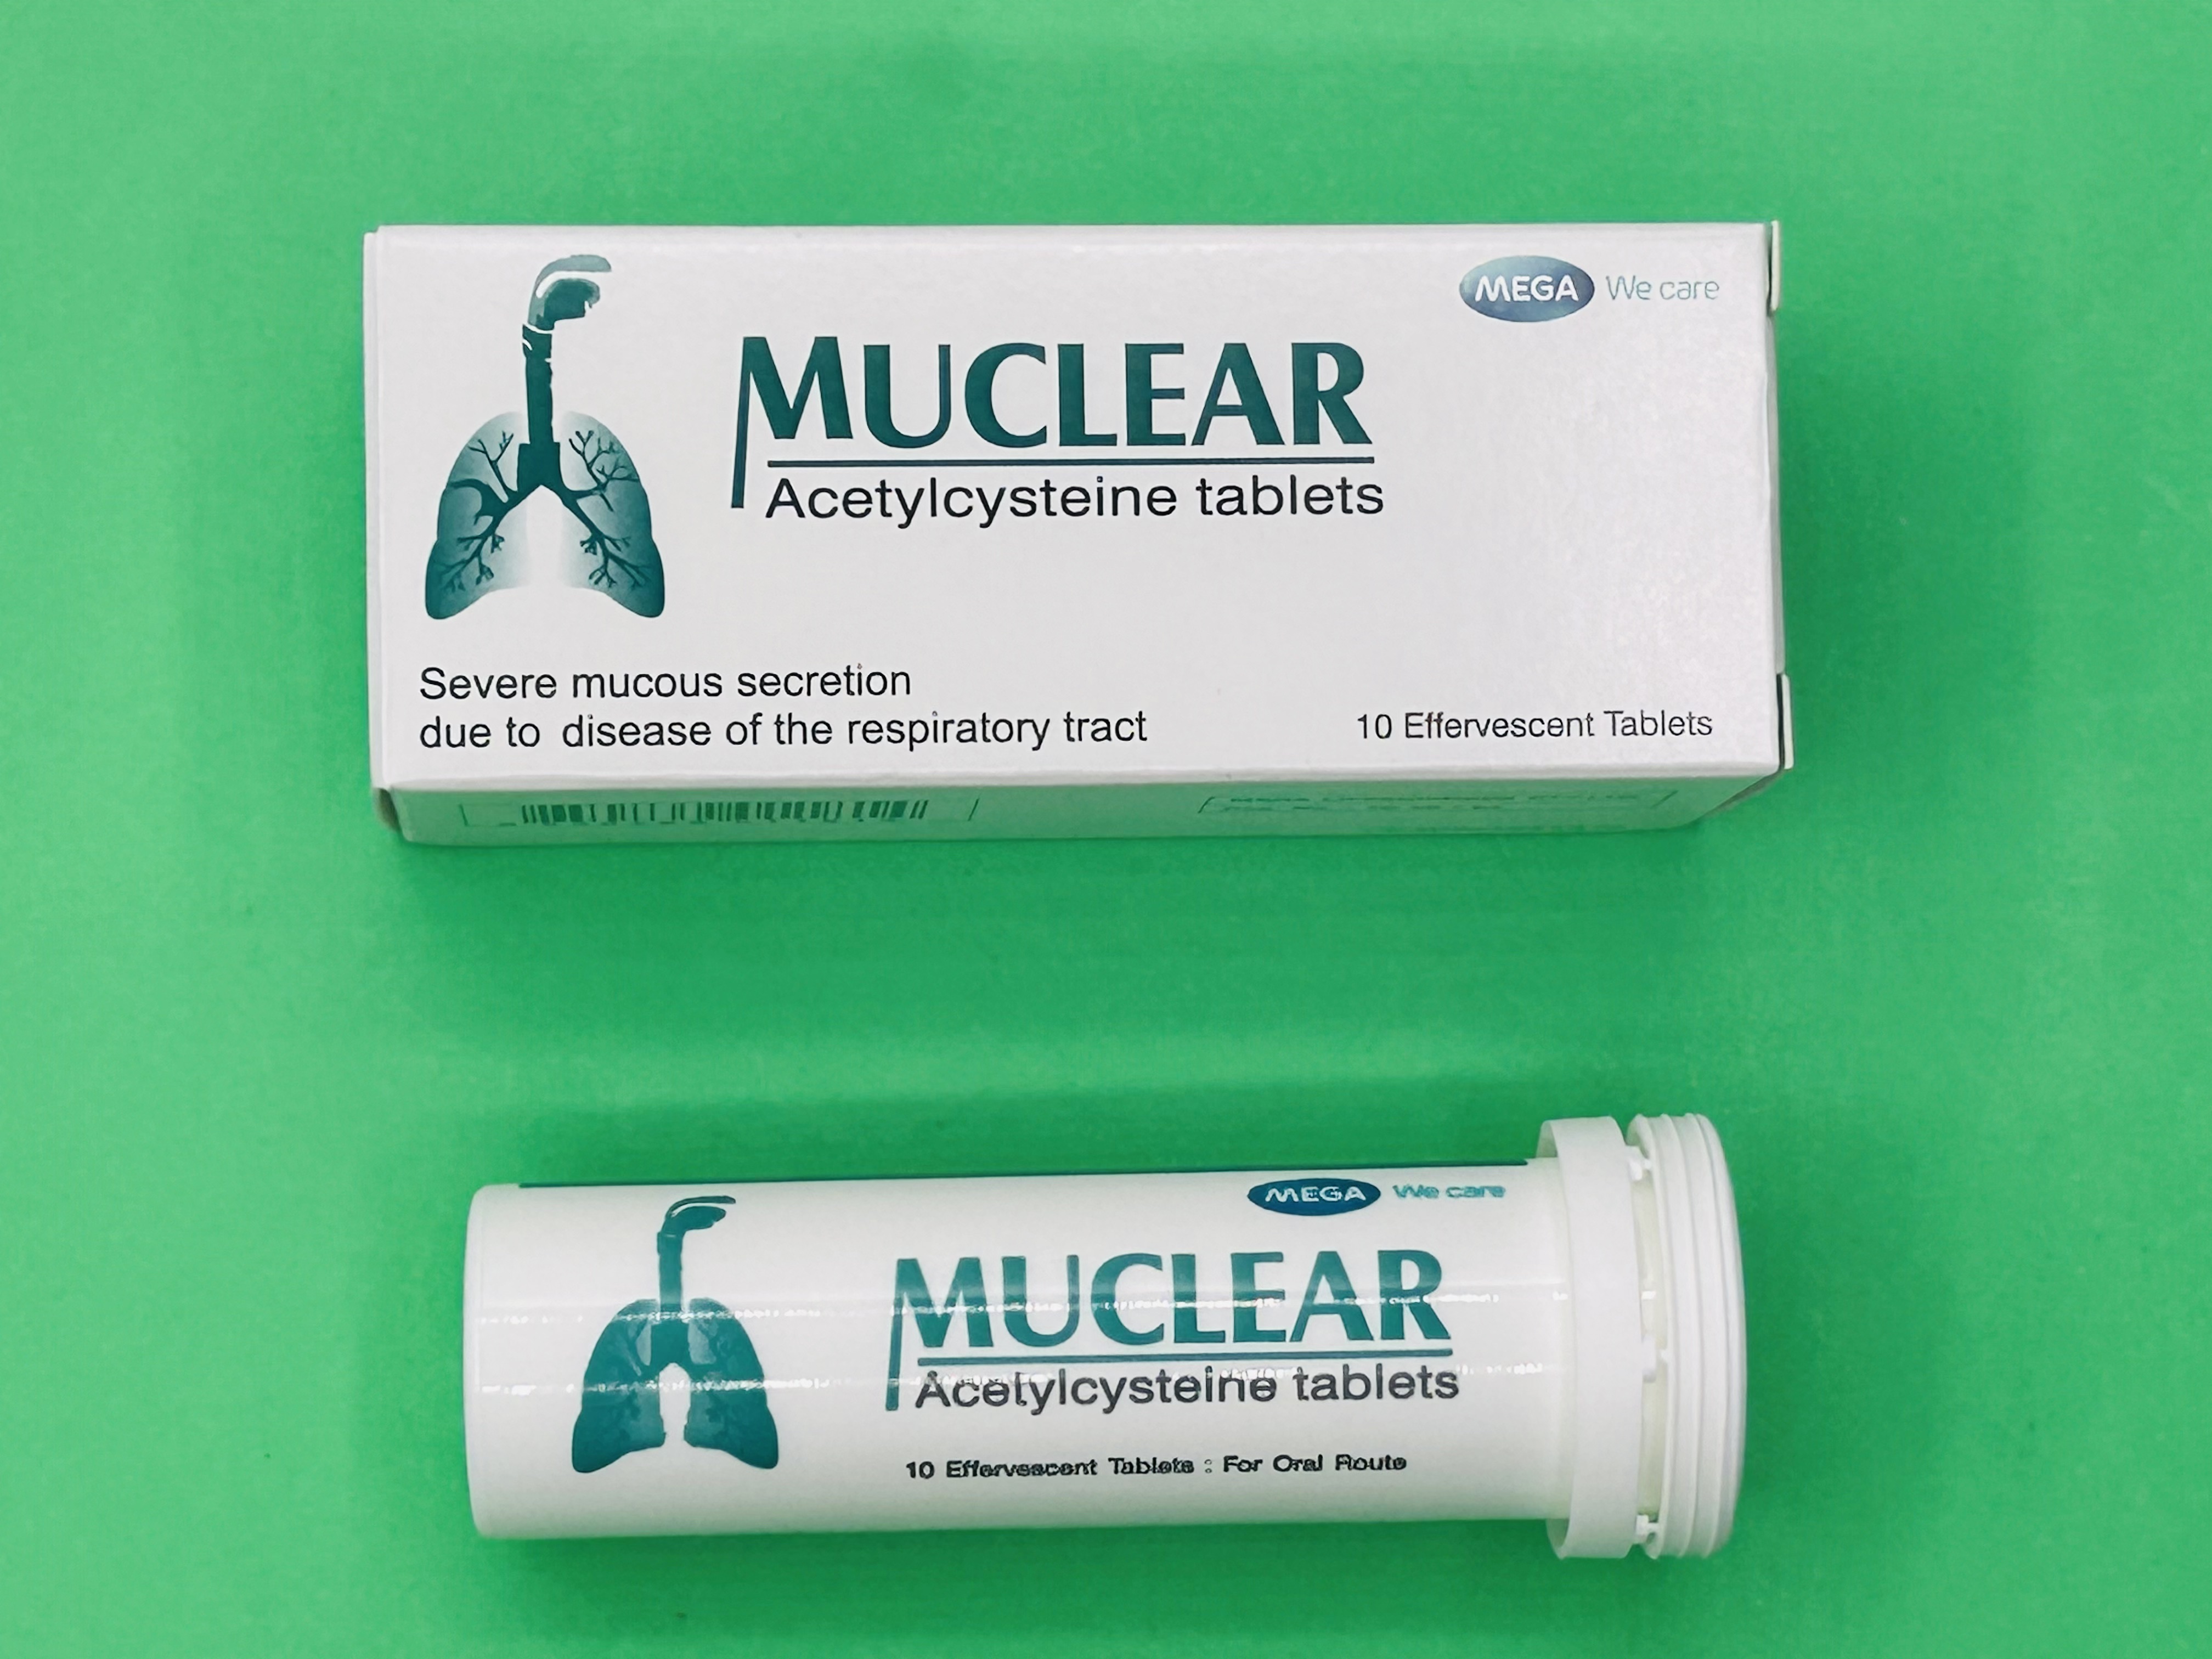 MEGA We care
MUCLEAR
Acetylcysteine tablets
Severe mucous secretion
due to disease of the respiratory tract
10 Effervescent Tablets
MEGA We care
MUCLEAR
Acetylcysteine tablets
10 Effervescent Tablets : For Oral Route